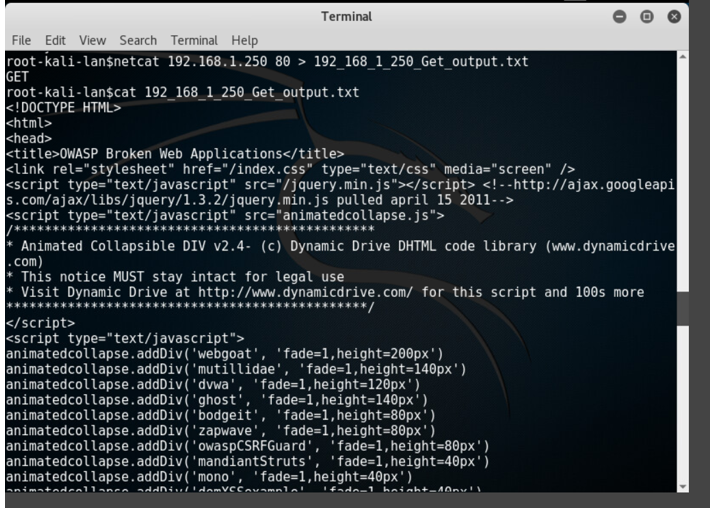 Terminal
File Edit View Search Terminal Help
root-kali-lan$netcat 192.168.1.250 80 > 192_168_1_250_Get_output.txt
GET
root-kali-lan$cat 192_168_1_250_Get_output.txt
<!DOCTYPE HTML>
<html>
<head>
<title>OWASP Broken Web Applications</title>
<link rel="stylesheet" href="/index.css" type="text/css" media="screen" />
<script type="text/javascript" src="/jquery.min.js"></script> <!--http://ajax.googleapi
s.com/ajax/libs/jquery/1.3.2/jquery.min.js pulled april 15 2011-->
<script type="text/javascript" src="animatedcollapse.js">
/***********************************************
* Animated Collapsible DIV v2.4- (c) Dynamic Drive DHTML code library (www.dynamicdrive
.com)
* This notice MUST stay intact for legal use
* Visit Dynamic Drive at http://www.dynamicdrive.com/ for this script and 100s more
***********************************************/
</script>
<script type="text/javascript">
animatedcollapse.addDiv('webgoat', 'fade=1,height=200px')
animatedcollapse.addDiv('mutillidae', 'fade=1,height=140px')
animatedcollapse.addDiv('dvwa', 'fade=1,height=120px')
animatedcollapse.addDiv('ghost', 'fade=1,height=140px')
animatedcollapse.addDiv('bodgeit', 'fade=1,height=80px')
animatedcollapse.addDiv('zapwave', 'fade=1,height=80px')
animatedcollapse.addDiv('owaspCSRFGuard', 'fade=1,height=80px')
animatedcollapse.addDiv('mandiantStruts', 'fade=1,height=40px')
animatedcollapse.addDiv('mono', 'fade=1,height=40px')
animatedcollapse.addDiv('domXSSexample', 'fade=1,height=40px')